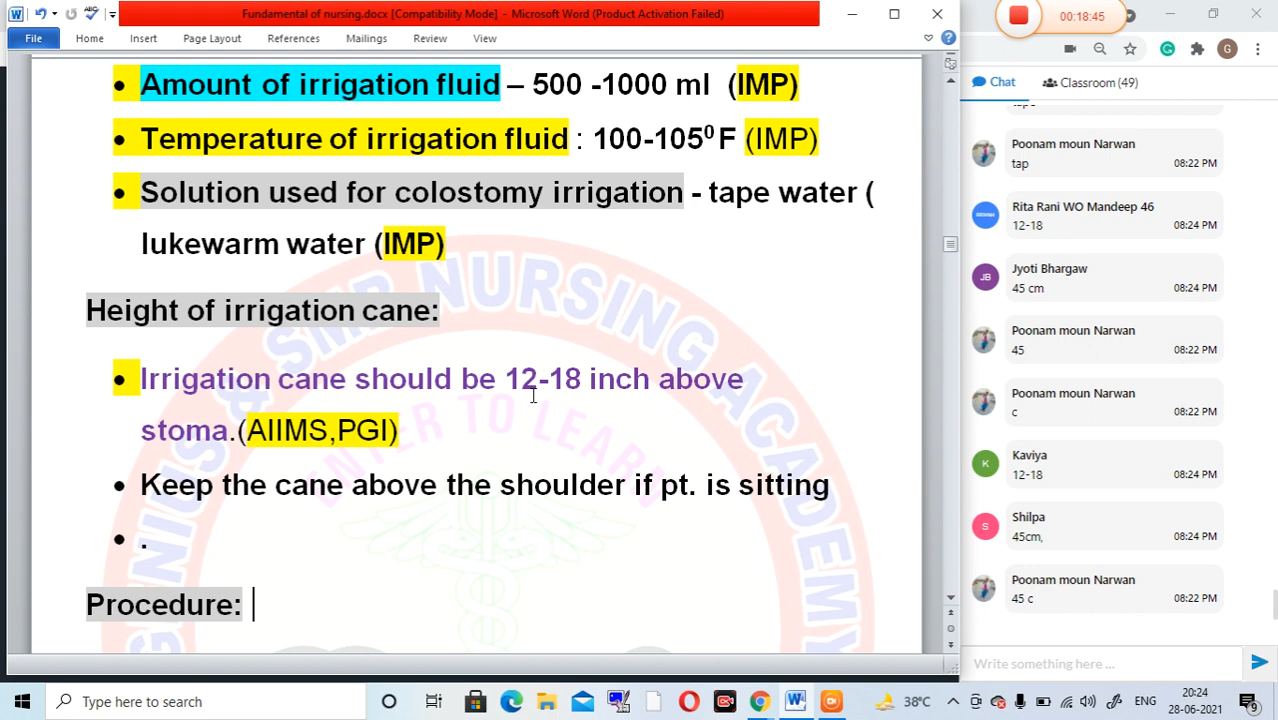 Fundamental of nursing.docx [Compatibility Mode] - Microsoft Word (Product Activation Failed)
00:18:45
File Home Insert Page Layout References Mailings Review View
• Amount of irrigation fluid – 500 -1000 ml (IMP)
• Temperature of irrigation fluid : 100-105⁰ F (IMP)
• Solution used for colostomy irrigation - tape water (
lukewarm water (IMP)
Height of irrigation cane:
• Irrigation cane should be 12-18 inch above
stoma.(AIIMS,PGI)
• Keep the cane above the shoulder if pt. is sitting
• .
Procedure:
NURSING ACADEMY
ENTER TO LEARN
Chat Classroom (49)
Poonam moun Narwan
tap 08:22 PM
Rita Rani WO Mandeep 46
12-18 08:24 PM
JB
Jyoti Bhargaw
45 cm 08:24 PM
Poonam moun Narwan
45 08:22 PM
Poonam moun Narwan
c 08:22 PM
K
Kaviya
12-18 08:24 PM
S
Shilpa
45cm, 08:24 PM
Poonam moun Narwan
45 c 08:22 PM
Write something here ...
Type here to search
38°C
ENG
20:24
28-06-2021